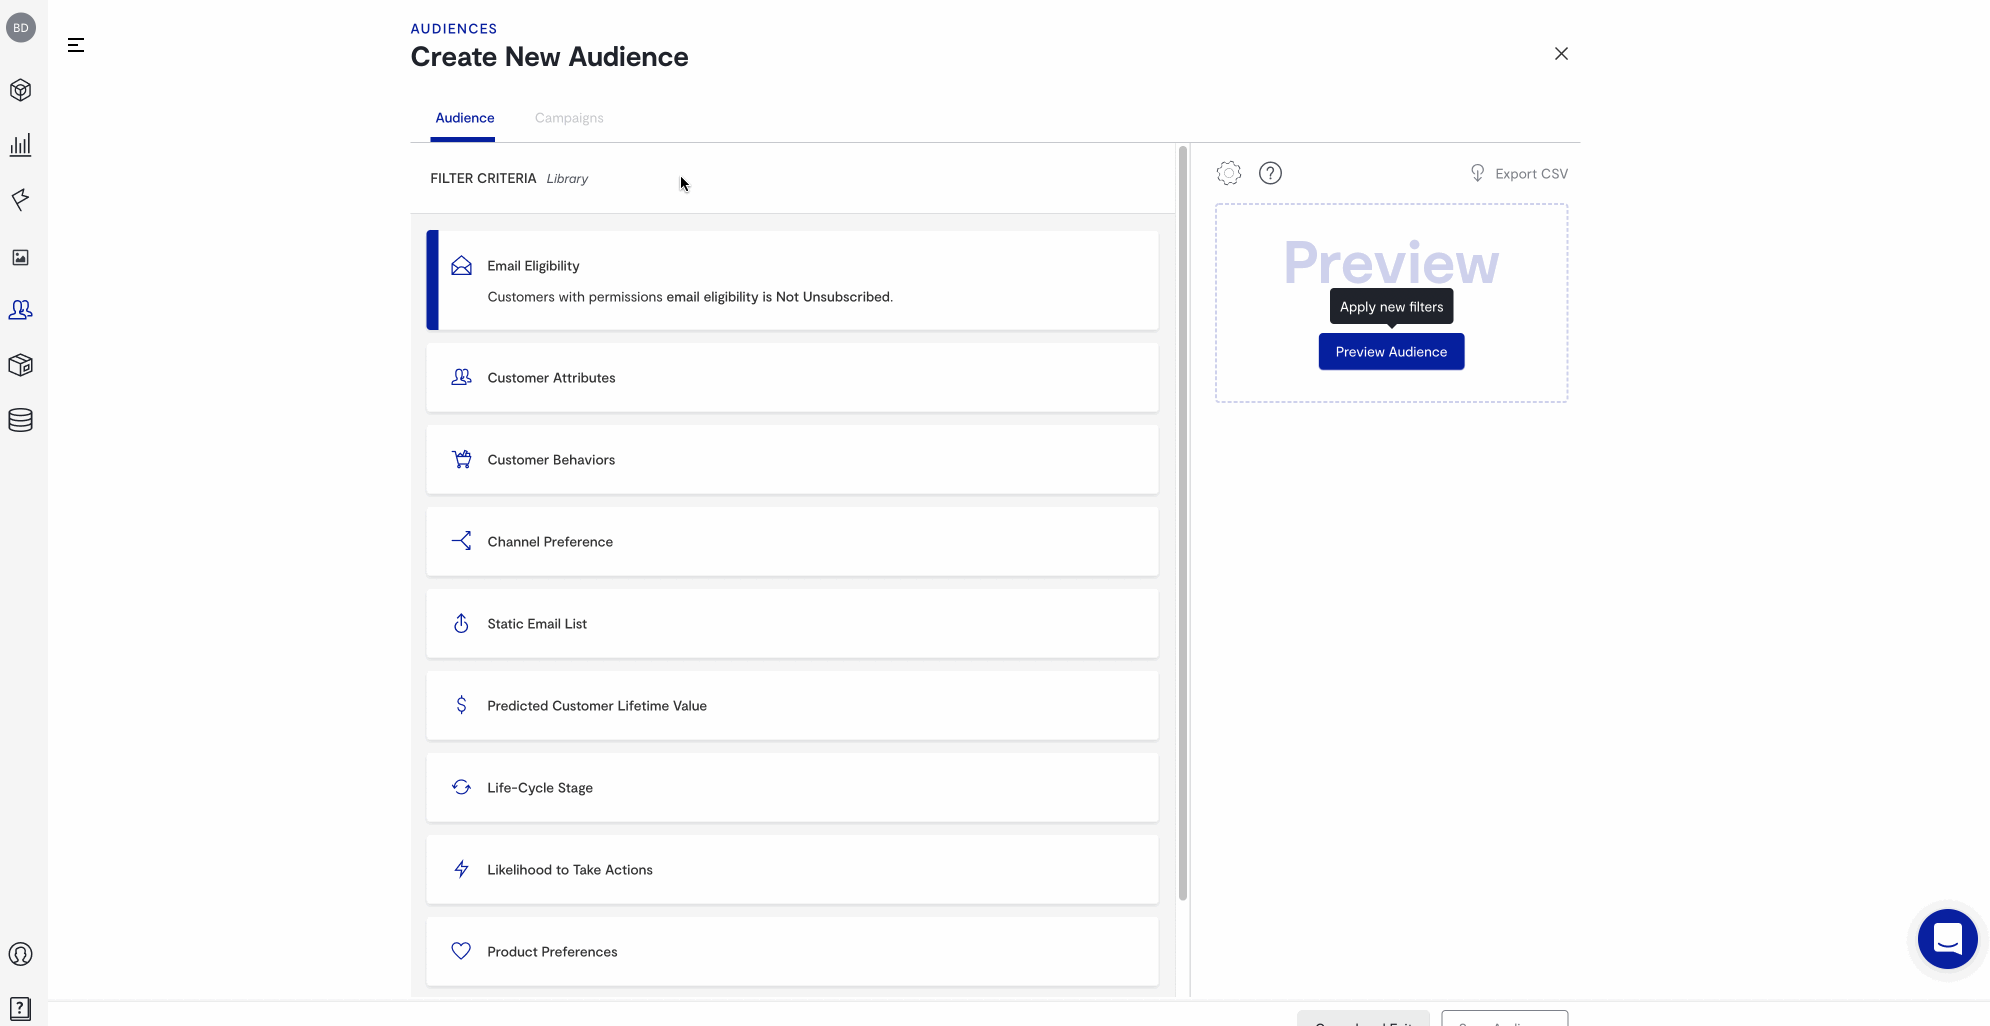 BD
AUDIENCES
Create New Audience
Audience Campaigns
FILTER CRITERIA Library
Export CSV
Email Eligibility
Customers with permissions email eligibility is Not Unsubscribed.
Preview
Apply new filters
Preview Audience
Customer Attributes
Customer Behaviors
Channel Preference
Static Email List
Predicted Customer Lifetime Value
Life-Cycle Stage
Likelihood to Take Actions
Product Preferences